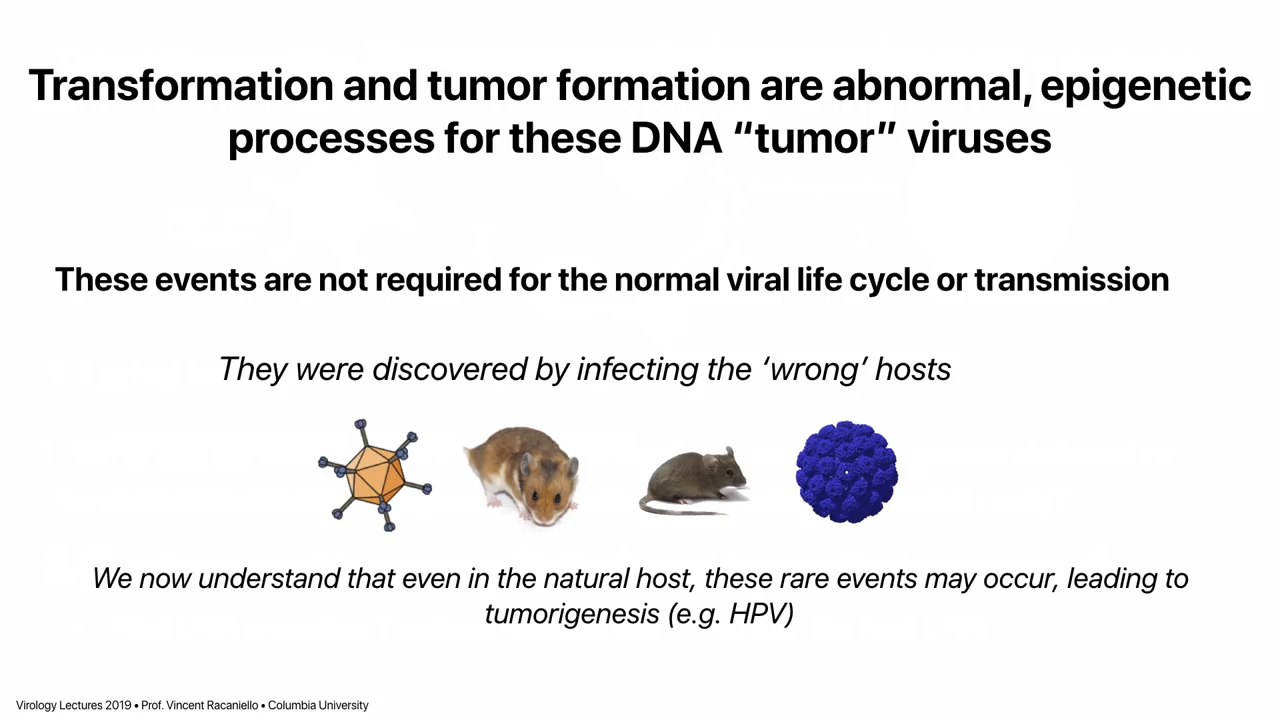 Transformation and tumor formation are abnormal, epigenetic
processes for these DNA “tumor” viruses
These events are not required for the normal viral life cycle or transmission
They were discovered by infecting the ‘wrong’ hosts
We now understand that even in the natural host, these rare events may occur, leading to
tumorigenesis (e.g. HPV)
Virology Lectures 2019 • Prof. Vincent Racaniello • Columbia University